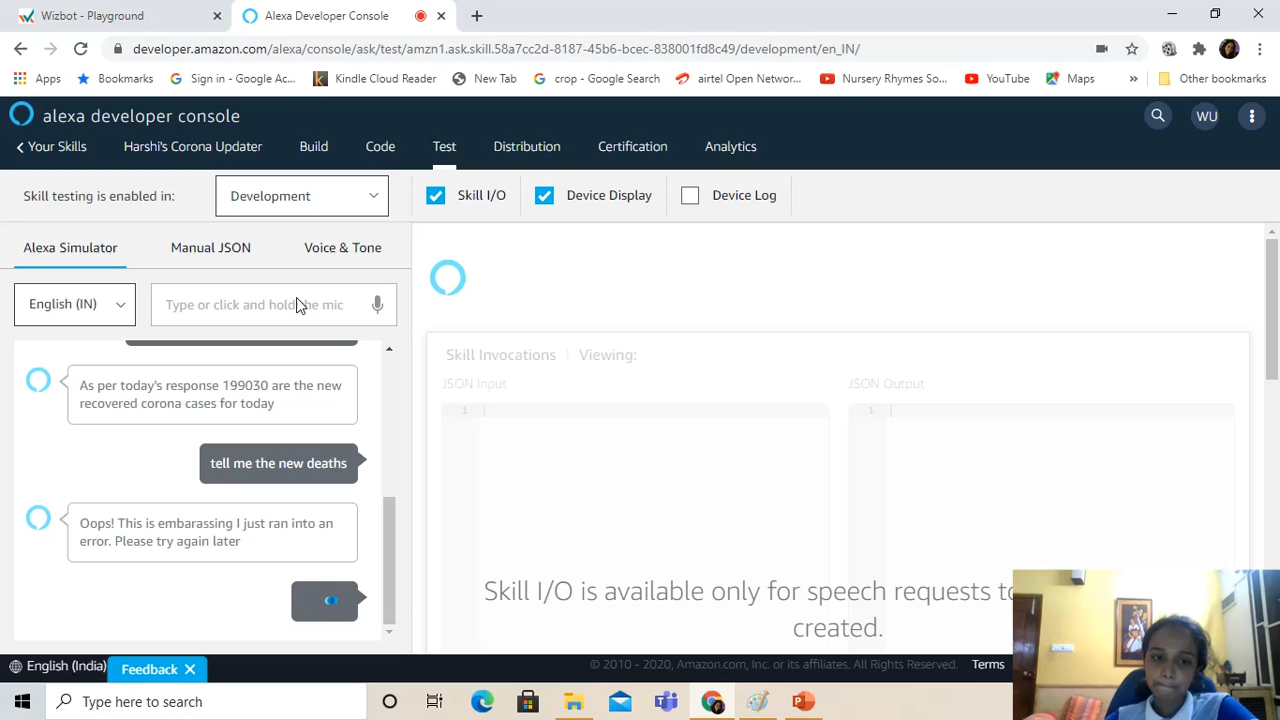 Wizbot - Playground
Alexa Developer Console
developer.amazon.com/alexa/console/ask/test/amzn1.ask.skill.58a7cc2d-8187-45b6-bcec-838001fd8c49/development/en_IN/
Apps Bookmarks Sign in - Google Ac... Kindle Cloud Reader New Tab crop - Google Search airtel Open Networ... Nursery Rhymes So... YouTube Maps » Other bookmarks
alexa developer console WU
Your Skills Harshi's Corona Updater Build Code Test Distribution Certification Analytics
Skill testing is enabled in: Development Skill I/O Device Display Device Log
Alexa Simulator Manual JSON Voice & Tone
English (IN) Type or click and hold the mic
Skill Invocations Viewing:
JSON Input JSON Output
1 1
As per today's response 199030 are the new
recovered corona cases for today
tell me the new deaths
Oops! This is embarassing I just ran into an
error. Please try again later
Skill I/O is available only for speech requests to
created.
English (India) Feedback © 2010 - 2020, Amazon.com, Inc. or its affiliates. All Rights Reserved. Terms
Type here to search